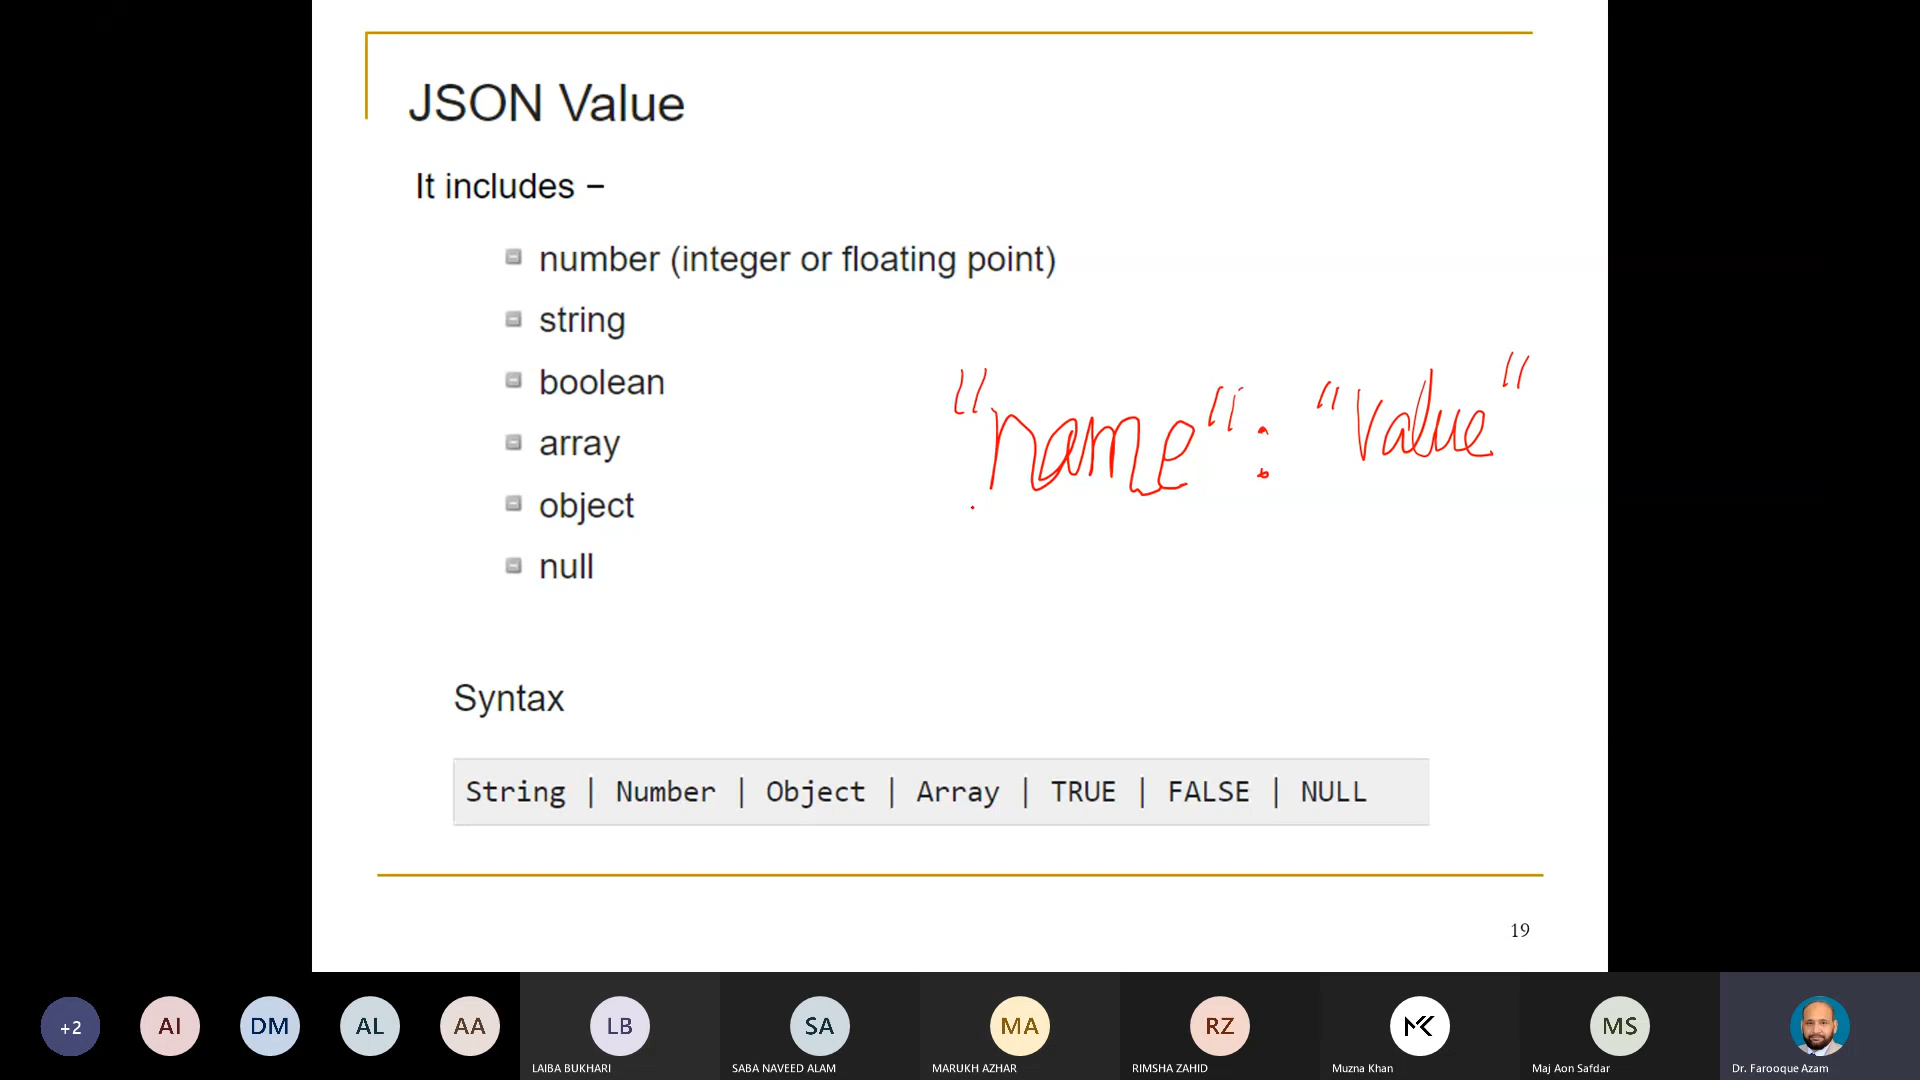 JSON Value
It includes –
number (integer or floating point)
string
boolean
array
object
null
"name": "value"
Syntax
String | Number | Object | Array | TRUE | FALSE | NULL
19
+2
AI
DM
AL
AA
LB
SA
MA
RZ
MK
MS
LAIBA BUKHARI
SABA NAVEED ALAM
MARUKH AZHAR
RIMSHA ZAHID
Muzna Khan
Maj Aon Safdar
Dr. Farooque Azam